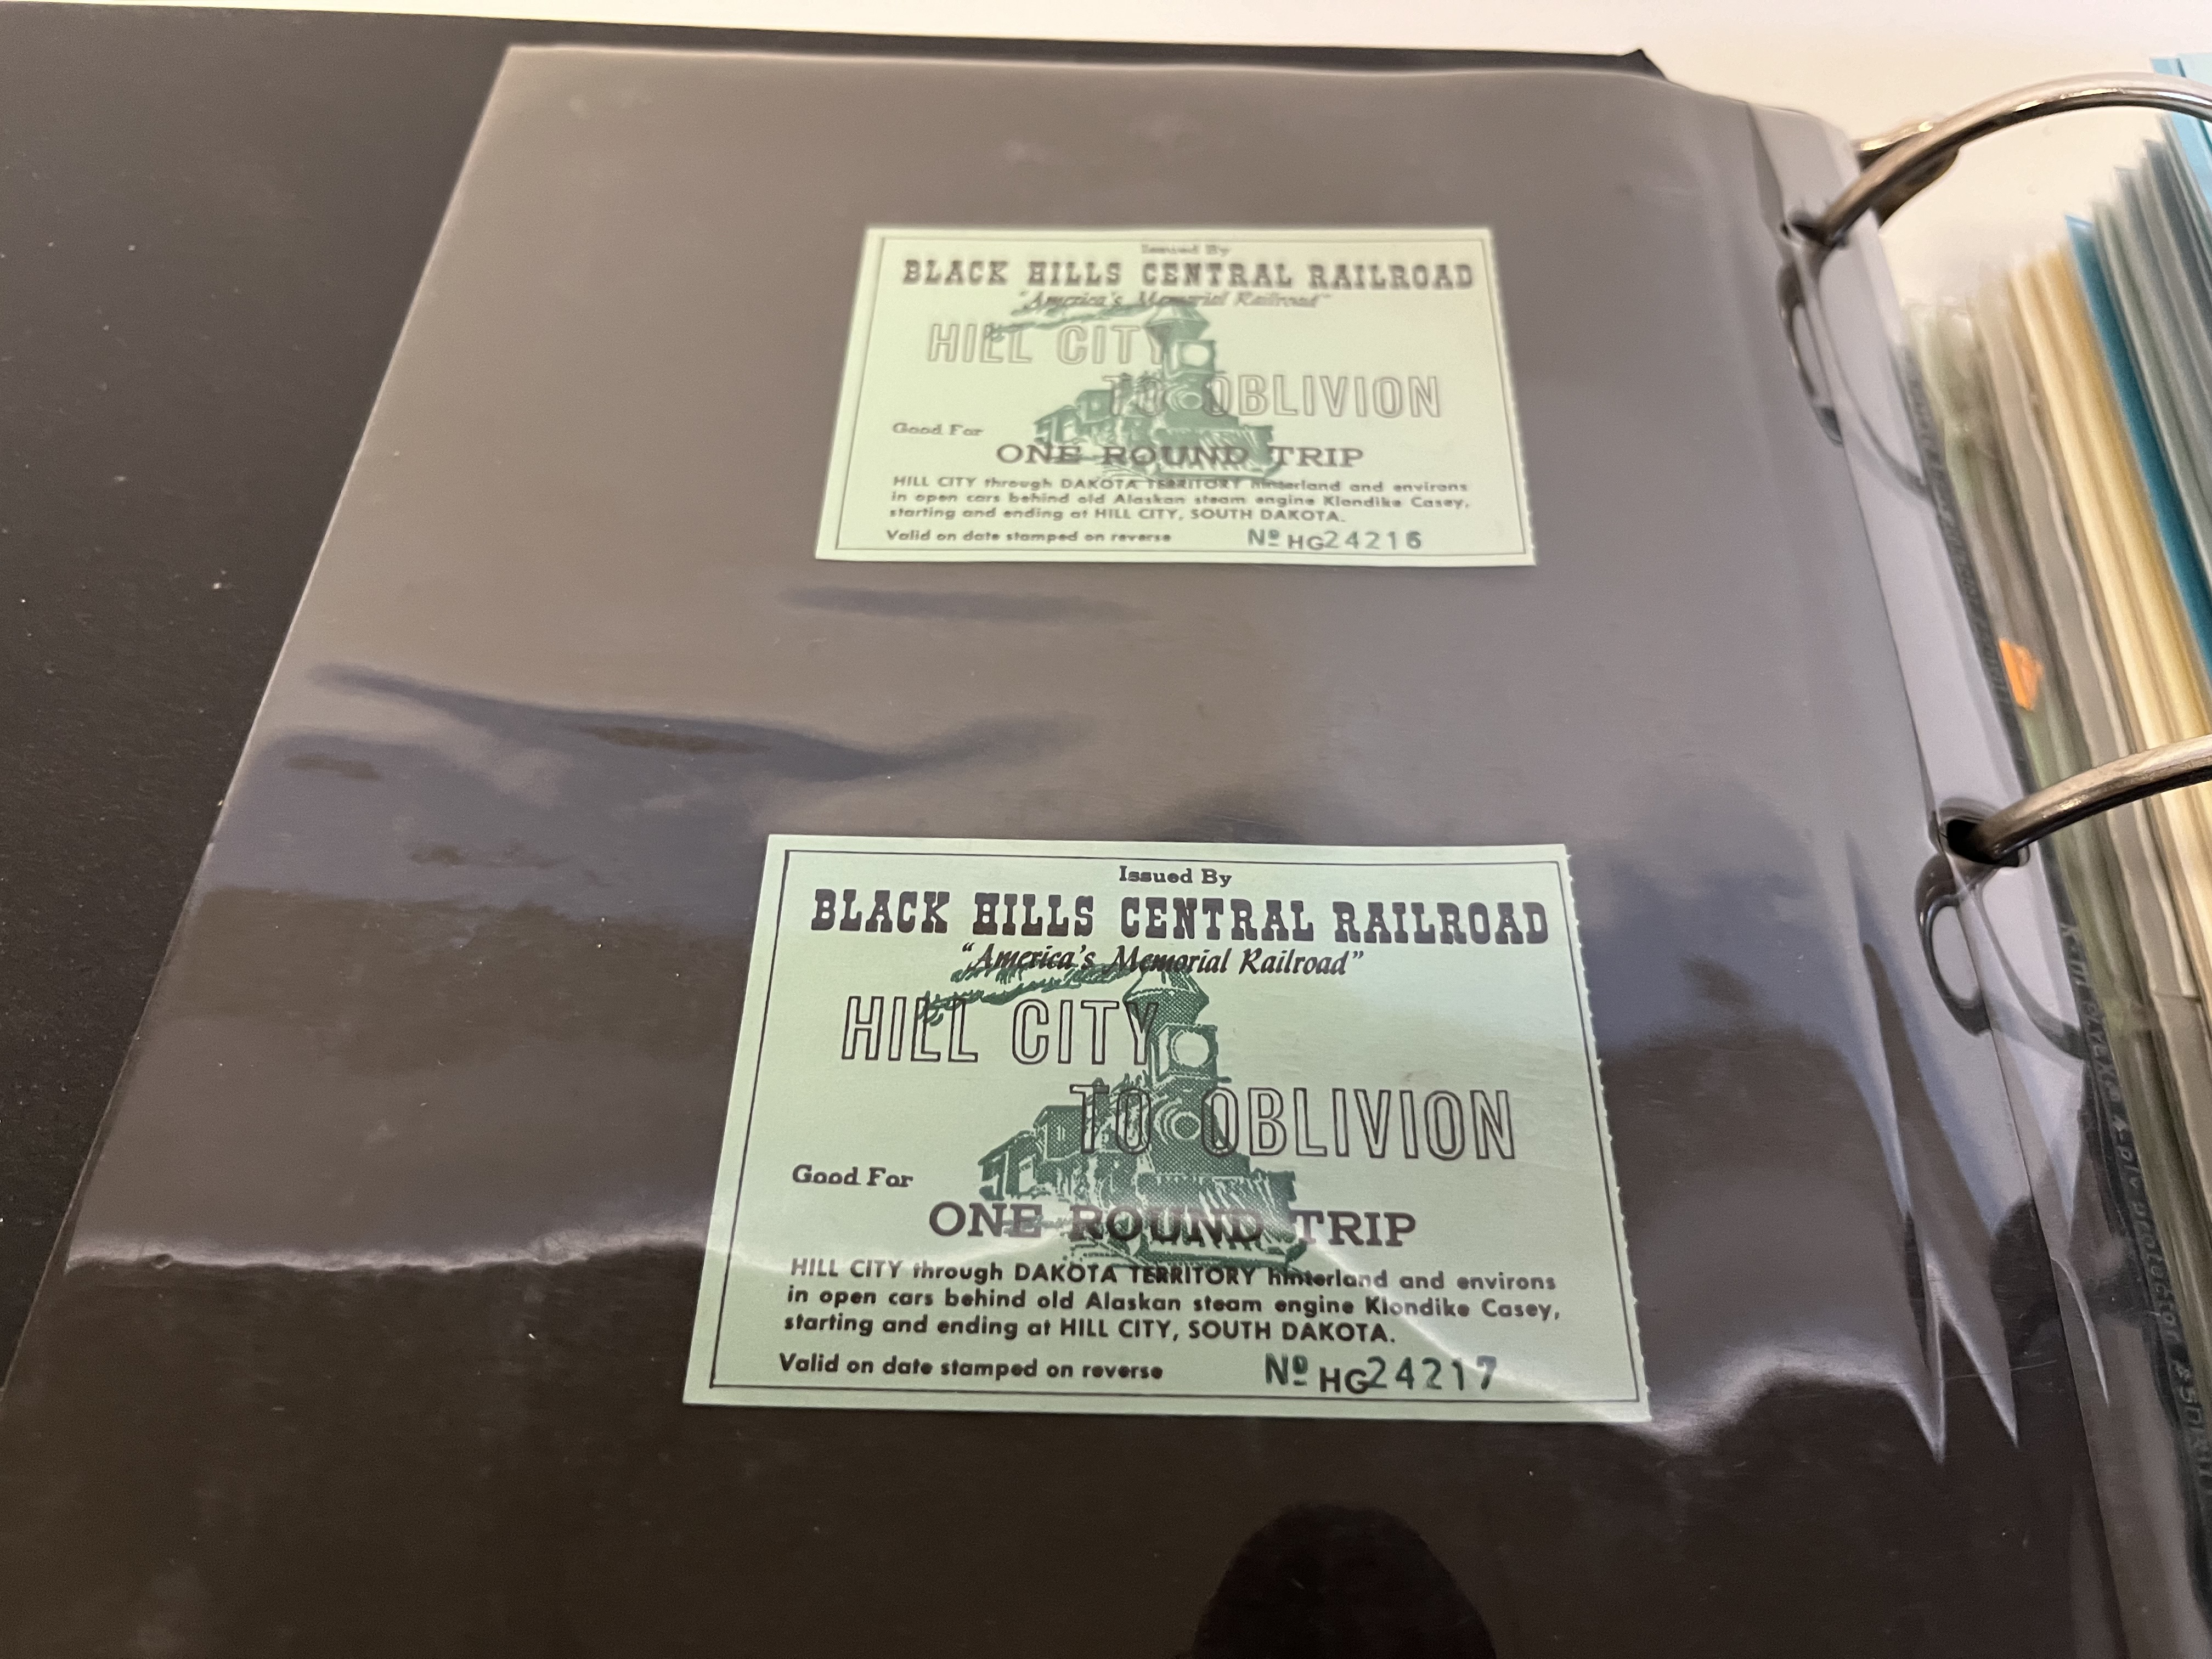 Issued By
BLACK HILLS CENTRAL RAILROAD
"America's Memorial Railroad"
HILL CITY
TO OBLIVION
Good For
ONE ROUND TRIP
HILL CITY through DAKOTA TERRITORY hinterland and environs
in open cars behind old Alaskan steam engine Klondike Casey,
starting and ending at HILL CITY, SOUTH DAKOTA.
Valid on date stamped on reverse Nº HG24216
Issued By
BLACK HILLS CENTRAL RAILROAD
"America's Memorial Railroad"
HILL CITY
TO OBLIVION
Good For
ONE ROUND TRIP
HILL CITY through DAKOTA TERRITORY hinterland and environs
in open cars behind old Alaskan steam engine Klondike Casey,
starting and ending at HILL CITY, SOUTH DAKOTA.
Valid on date stamped on reverse Nº HG24217